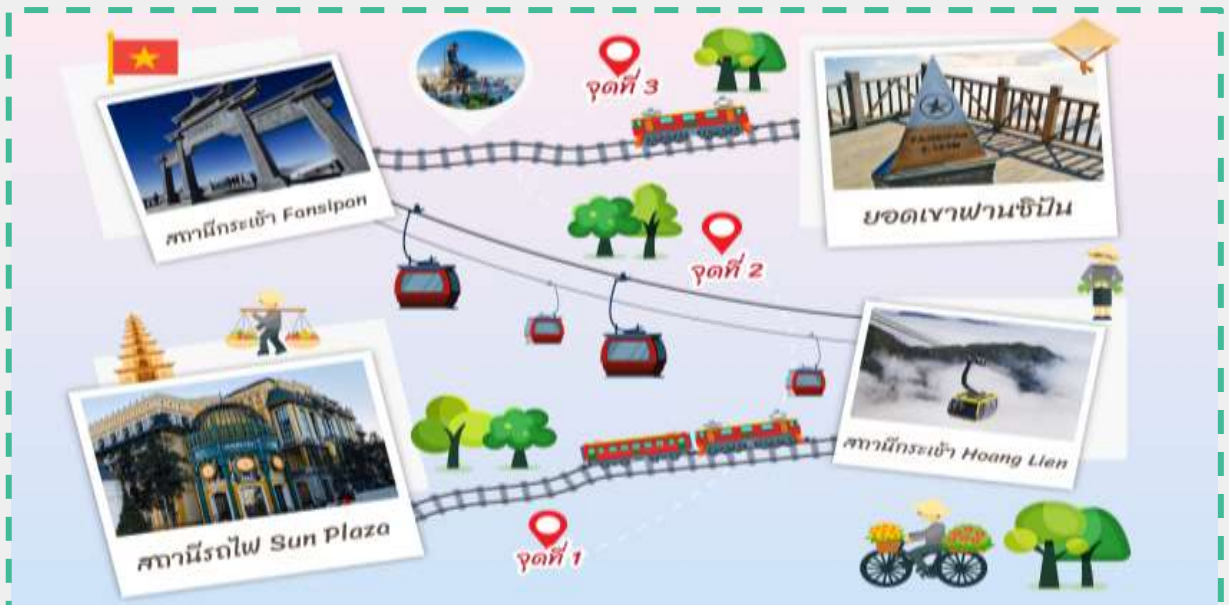 จุดที่ 3
สถานีกระเช้า Fansipan
ยอดเขาฟานซิปัน
จุดที่ 2
สถานีกระเช้า Hoang Lien
สถานีรถไฟ Sun Plaza
จุดที่ 1